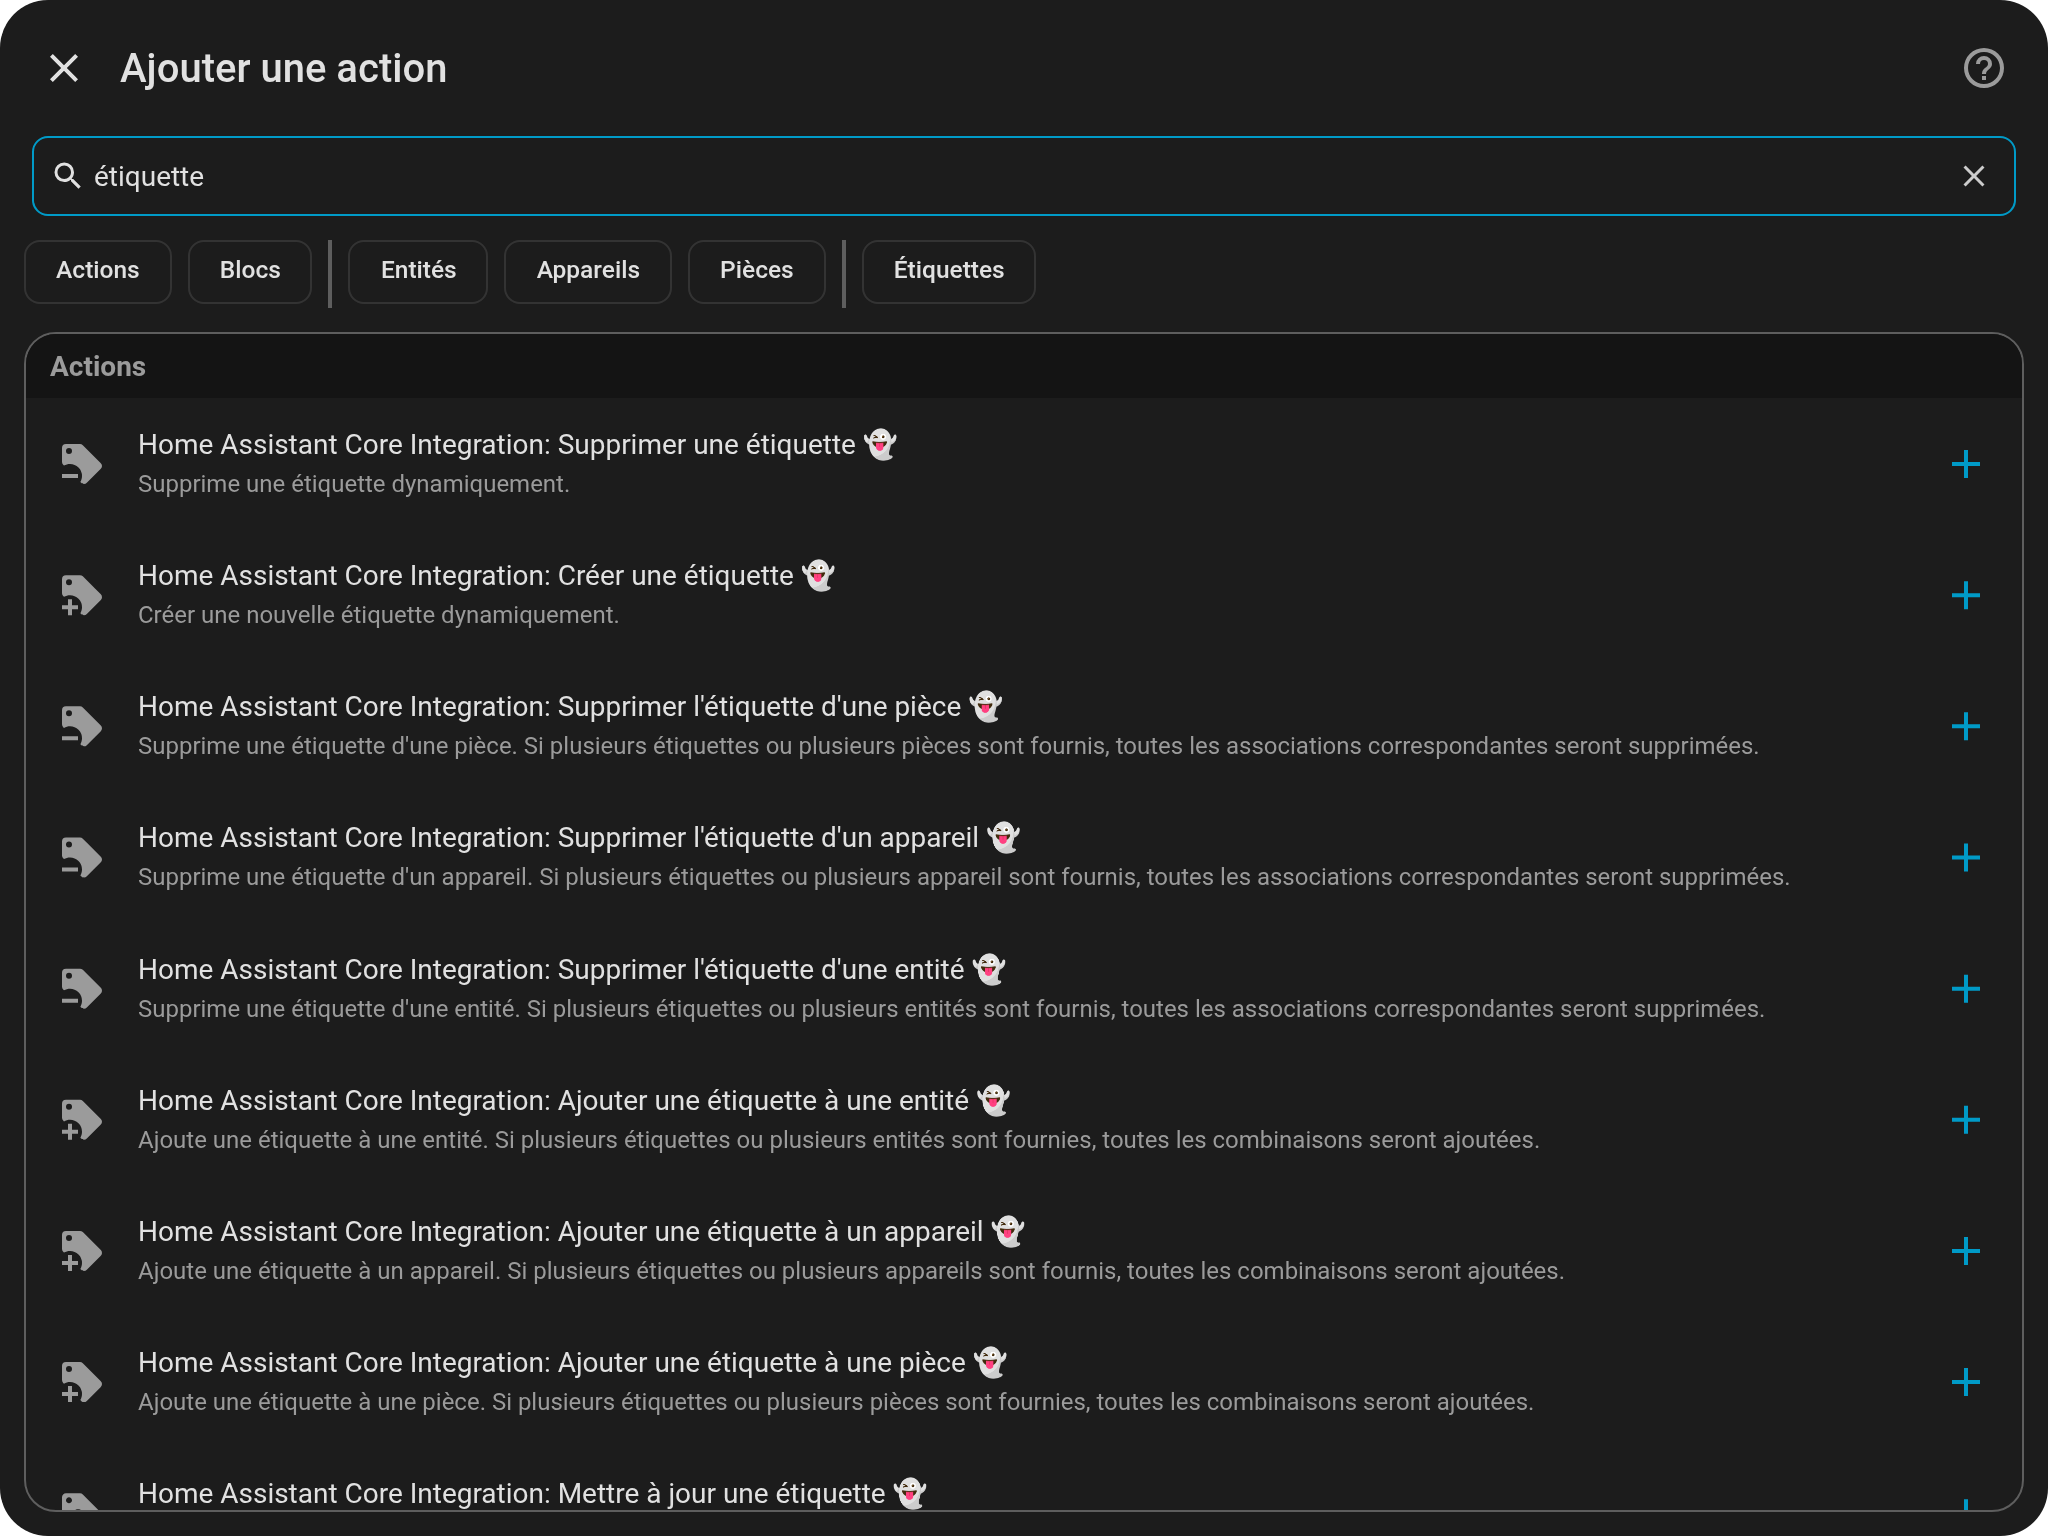 Ajouter une action
étiquette
Actions
Blocs
Entités
Appareils
Pièces
Étiquettes
Actions
Home Assistant Core Integration: Supprimer une étiquette 👻
Supprime une étiquette dynamiquement.
Home Assistant Core Integration: Créer une étiquette 👻
Créer une nouvelle étiquette dynamiquement.
Home Assistant Core Integration: Supprimer l'étiquette d'une pièce 👻
Supprime une étiquette d'une pièce. Si plusieurs étiquettes ou plusieurs pièces sont fournis, toutes les associations correspondantes seront supprimées.
Home Assistant Core Integration: Supprimer l'étiquette d'un appareil 👻
Supprime une étiquette d'un appareil. Si plusieurs étiquettes ou plusieurs appareil sont fournis, toutes les associations correspondantes seront supprimées.
Home Assistant Core Integration: Supprimer l'étiquette d'une entité 👻
Supprime une étiquette d'une entité. Si plusieurs étiquettes ou plusieurs entités sont fournis, toutes les associations correspondantes seront supprimées.
Home Assistant Core Integration: Ajouter une étiquette à une entité 👻
Ajoute une étiquette à une entité. Si plusieurs étiquettes ou plusieurs entités sont fournies, toutes les combinaisons seront ajoutées.
Home Assistant Core Integration: Ajouter une étiquette à un appareil 👻
Ajoute une étiquette à un appareil. Si plusieurs étiquettes ou plusieurs appareils sont fournis, toutes les combinaisons seront ajoutées.
Home Assistant Core Integration: Ajouter une étiquette à une pièce 👻
Ajoute une étiquette à une pièce. Si plusieurs étiquettes ou plusieurs pièces sont fournies, toutes les combinaisons seront ajoutées.
Home Assistant Core Integration: Mettre à jour une étiquette 👻